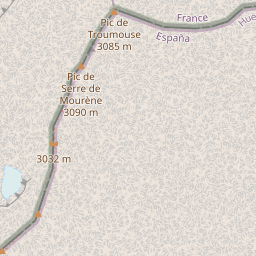 France
España
Hue
Pic de
Troumouse
3085 m
Pic de
Serre de
Mourène
3090 m
3032 m